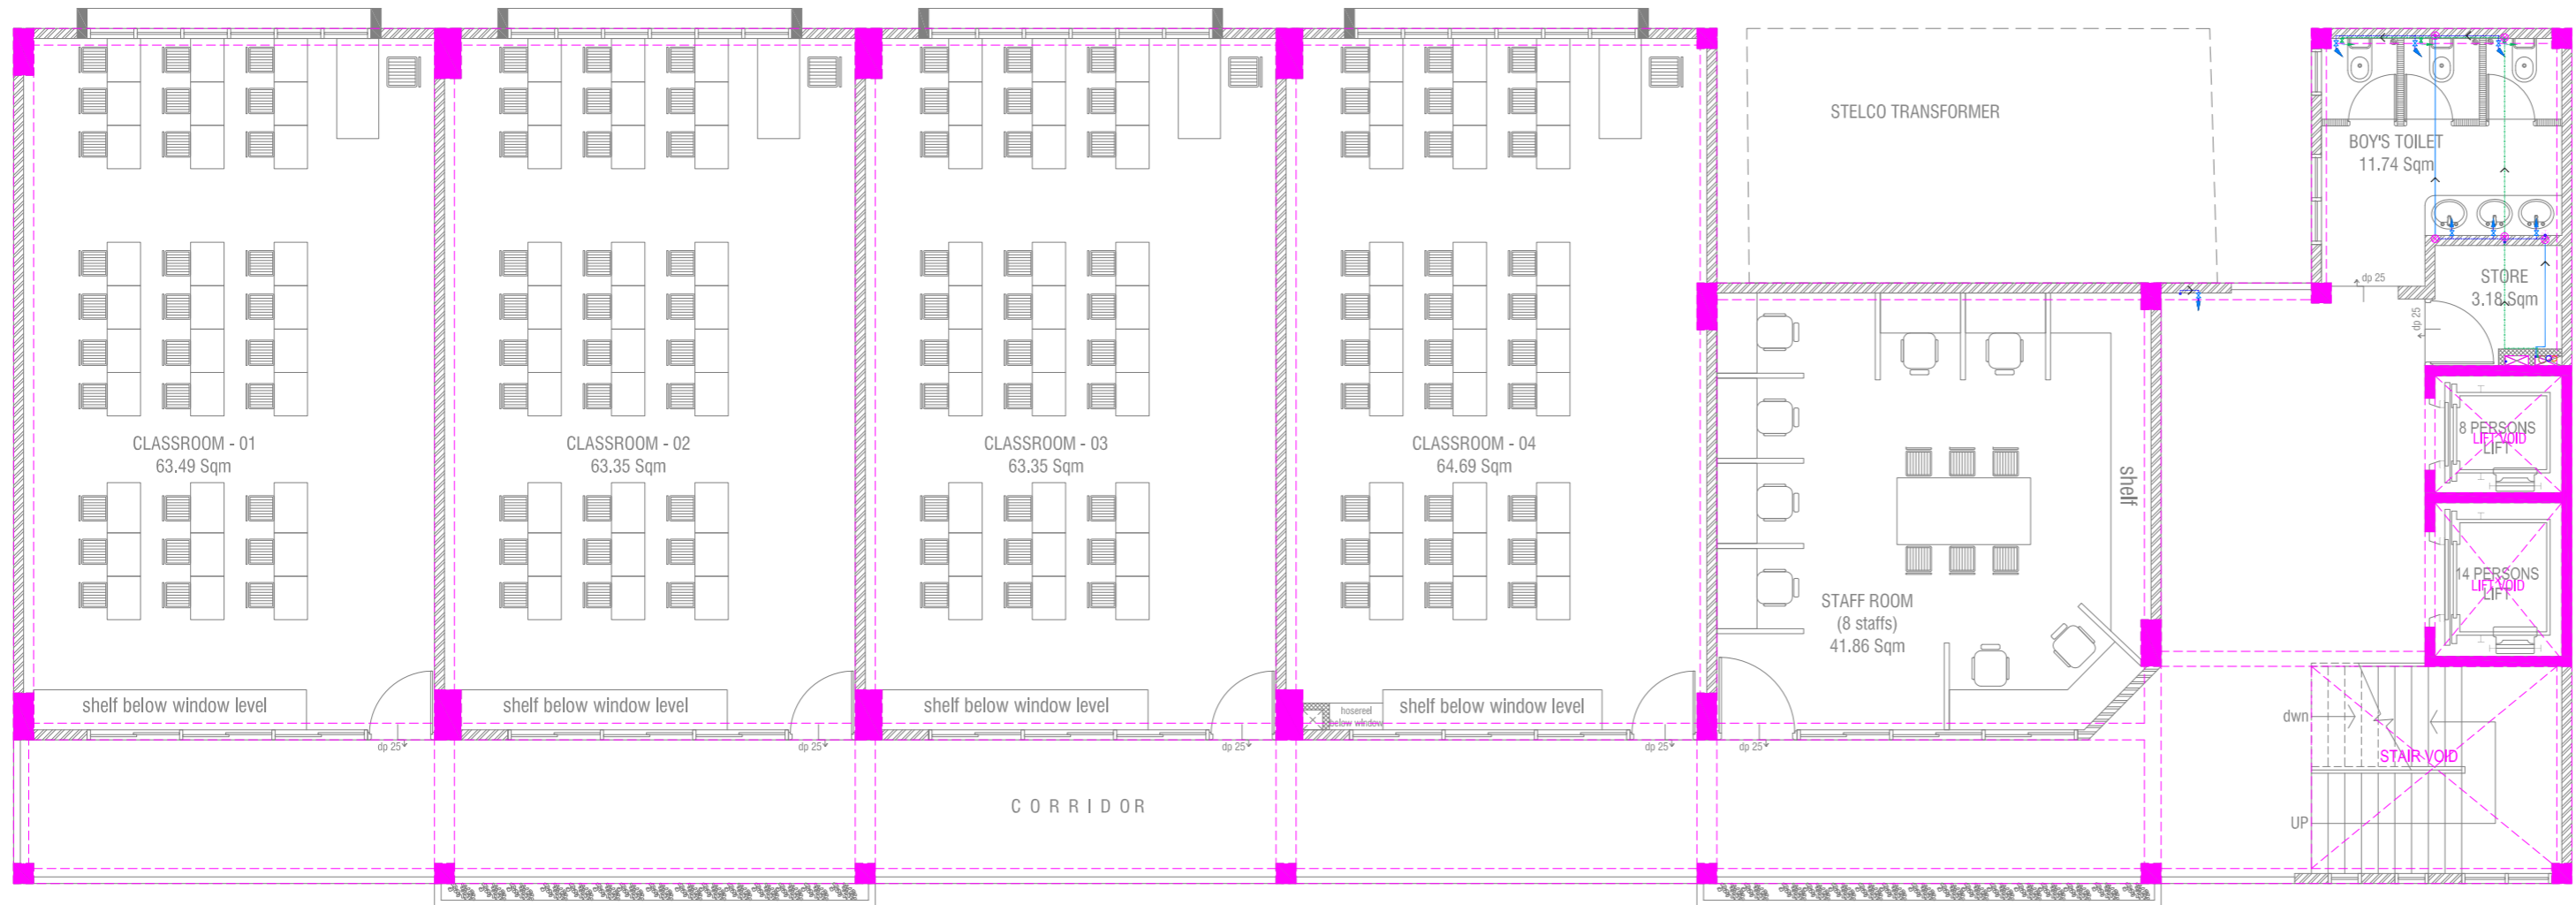 STELCO TRANSFORMER
BOY'S TOILET
11.74 Sqm
STORE
3.18 Sqm
dp 25
dp 25
8 PERSONS
LIFT
LIFT VOID
14 PERSONS
LIFT
LIFT VOID
CLASSROOM - 01
63.49 Sqm
CLASSROOM - 02
63.35 Sqm
CLASSROOM - 03
63.35 Sqm
CLASSROOM - 04
64.69 Sqm
shelf
STAFF ROOM
(8 staffs)
41.86 Sqm
shelf below window level
shelf below window level
shelf below window level
hosereel
below window
shelf below window level
dp 25
dp 25
dp 25
dp 25
dp 25
dwn
STAIR VOID
UP
CORRIDOR